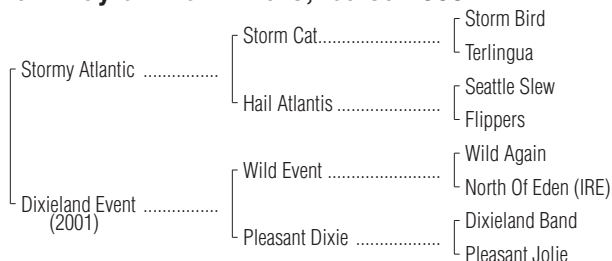 Storm Bird
Storm Cat......................
Terlingua
Stormy Atlantic ................
Seattle Slew
Hail Atlantis ......................
Flippers
Wild Again
Wild Event ......................
North Of Eden (IRE)
Dixieland Event ................
(2001)
Dixieland Band
Pleasant Dixie ..................
Pleasant Jolie